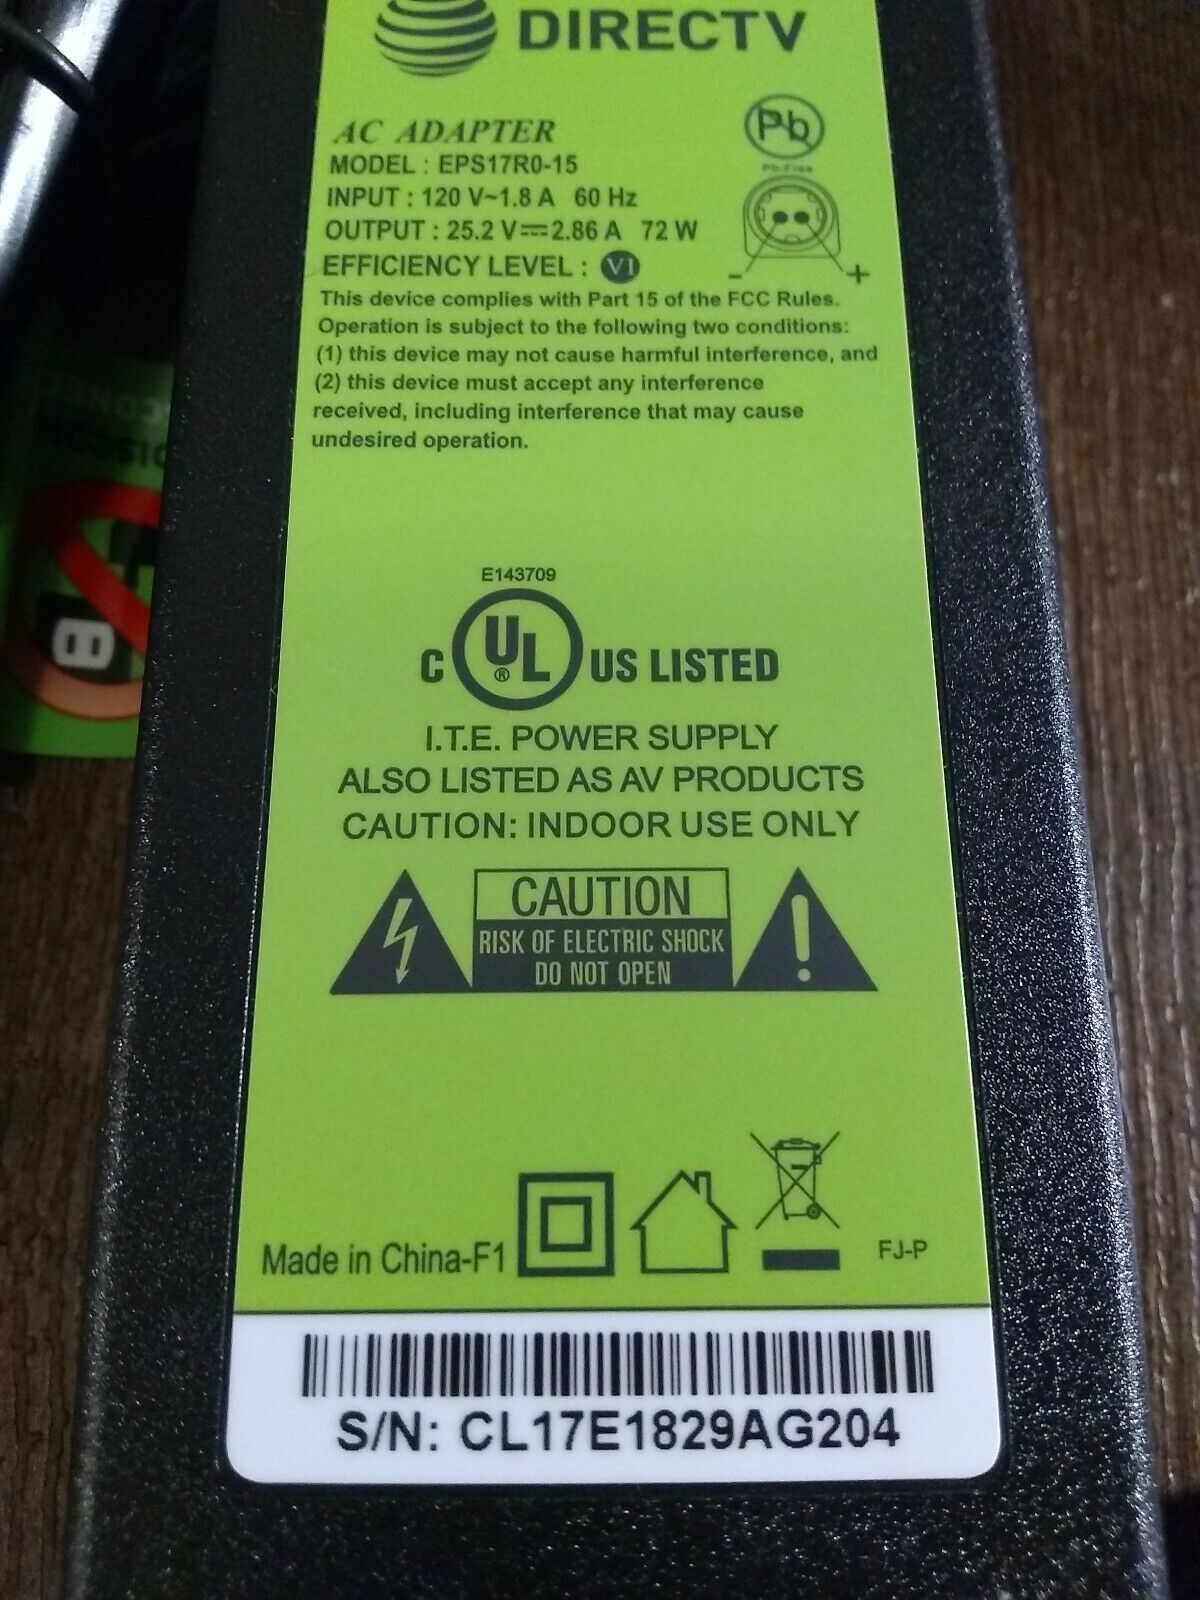 DIRECTV
AC ADAPTER
MODEL : EPS17R0-15
INPUT : 120 V~1.8 A 60 Hz
OUTPUT : 25.2 V⎓2.86 A 72 W
EFFICIENCY LEVEL : VI
Pb
Pb-Free
- +
This device complies with Part 15 of the FCC Rules.
Operation is subject to the following two conditions:
(1) this device may not cause harmful interference, and
(2) this device must accept any interference
received, including interference that may cause
undesired operation.
E143709
C UL® US LISTED
I.T.E. POWER SUPPLY
ALSO LISTED AS AV PRODUCTS
CAUTION: INDOOR USE ONLY
CAUTION
RISK OF ELECTRIC SHOCK
DO NOT OPEN
Made in China-F1
FJ-P
S/N: CL17E1829AG204